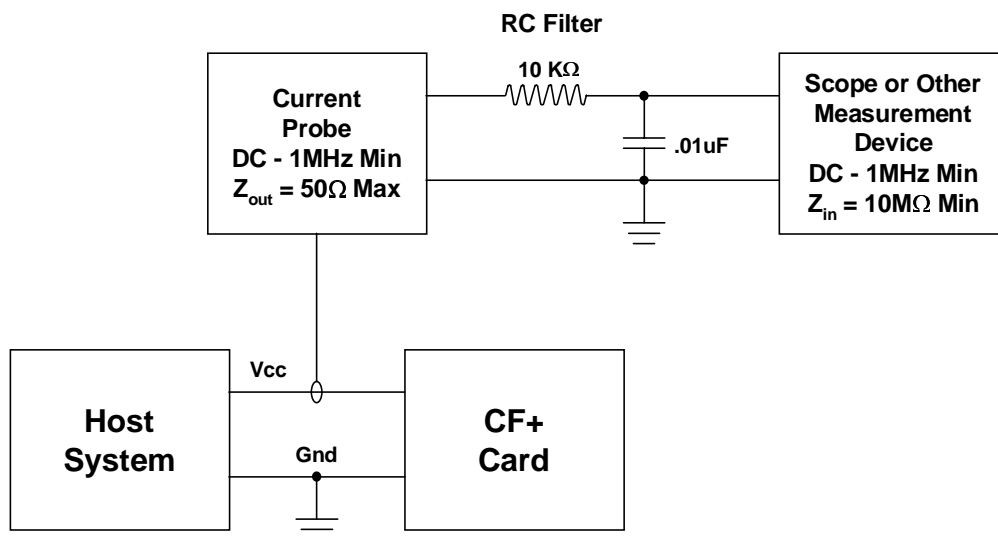 RC Filter
10 KΩ
Current
Probe
DC - 1MHz Min
Zout = 50Ω Max
.01uF
Scope or Other
Measurement
Device
DC - 1MHz Min
Zin = 10MΩ Min
Vcc
Host
System
Gnd
CF+
Card